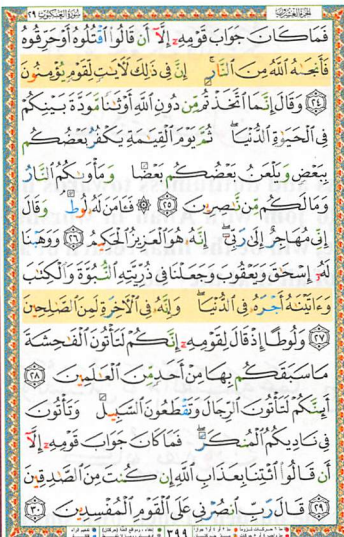 سورة العنكبوت ٢٩
الجزء العشرون
فَمَا كَانَ جَوَابَ قَوْمِهِۦٓ إِلَّآ أَن قَالُوا۟ ٱقْتُلُوهُ أَوْ حَرِّقُوهُ
فَأَنجَىٰهُ ٱللَّهُ مِنَ ٱلنَّارِ ۚ إِنَّ فِى ذَٰلِكَ لَـَٔايَـٰتٍ لِّقَوْمٍ يُؤْمِنُونَ
٢٤ وَقَالَ إِنَّمَا ٱتَّخَذْتُم مِّن دُونِ ٱللَّهِ أَوْثَـٰنًا مَّوَدَّةَ بَيْنِكُمْ
فِى ٱلْحَيَوٰةِ ٱلدُّنْيَا ۖ ثُمَّ يَوْمَ ٱلْقِيَـٰمَةِ يَكْفُرُ بَعْضُكُم
بِبَعْضٍ وَيَلْعَنُ بَعْضُكُم بَعْضًا وَمَأْوَىٰكُمُ ٱلنَّارُ
وَمَا لَكُم مِّن نَّـٰصِرِينَ ٢٥ ۞ فَـَٔامَنَ لَهُۥ لُوطٌ ۘ وَقَالَ
إِنِّى مُهَاجِرٌ إِلَىٰ رَبِّىٓ ۖ إِنَّهُۥ هُوَ ٱلْعَزِيزُ ٱلْحَكِيمُ ٢٦ وَوَهَبْنَا
لَهُۥٓ إِسْحَـٰقَ وَيَعْقُوبَ وَجَعَلْنَا فِى ذُرِّيَّتِهِ ٱلنُّبُوَّةَ وَٱلْكِتَـٰبَ
وَءَاتَيْنَـٰهُ أَجْرَهُۥ فِى ٱلدُّنْيَا ۖ وَإِنَّهُۥ فِى ٱلْـَٔاخِرَةِ لَمِنَ ٱلصَّـٰلِحِينَ
٢٧ وَلُوطًا إِذْ قَالَ لِقَوْمِهِۦٓ إِنَّكُمْ لَتَأْتُونَ ٱلْفَـٰحِشَةَ
مَا سَبَقَكُم بِهَا مِنْ أَحَدٍ مِّنَ ٱلْعَـٰلَمِينَ ٢٨
أَئِنَّكُمْ لَتَأْتُونَ ٱلرِّجَالَ وَتَقْطَعُونَ ٱلسَّبِيلَ وَتَأْتُونَ
فِى نَادِيكُمُ ٱلْمُنكَرَ ۖ فَمَا كَانَ جَوَابَ قَوْمِهِۦٓ إِلَّآ
أَن قَالُوا۟ ٱئْتِنَا بِعَذَابِ ٱللَّهِ إِن كُنتَ مِنَ ٱلصَّـٰدِقِينَ
٢٩ قَالَ رَبِّ ٱنصُرْنِى عَلَى ٱلْقَوْمِ ٱلْمُفْسِدِينَ ٣٠
٣٩٩